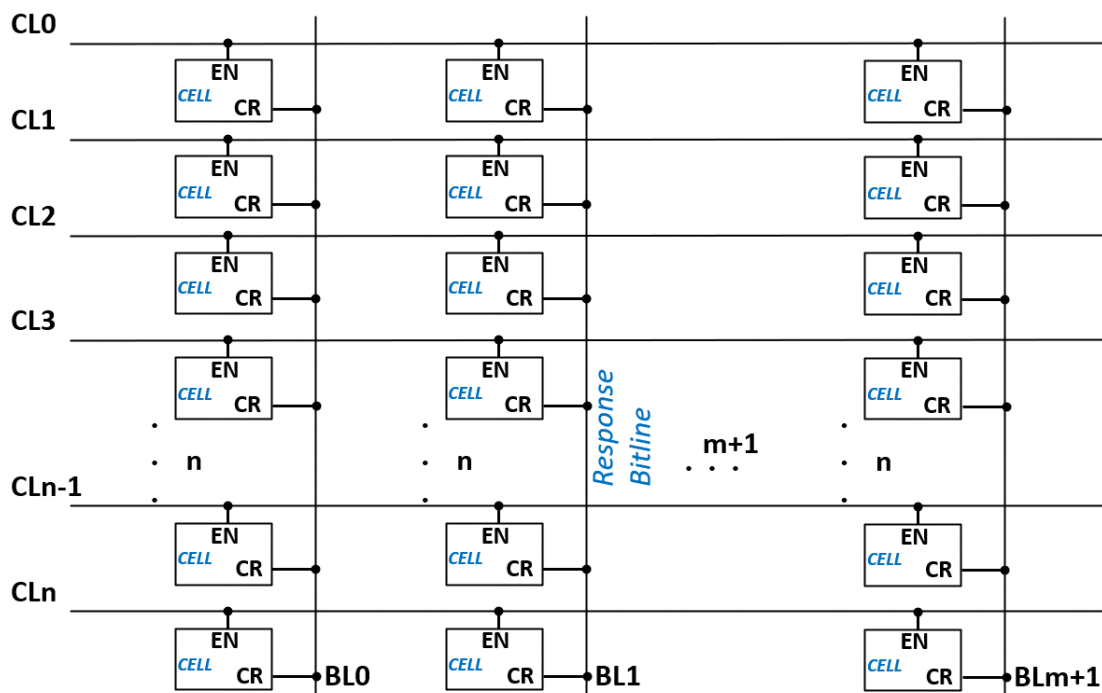 CL0
EN EN EN
CELL CELL CELL
CR CR CR
CL1
EN EN EN
CELL CELL CELL
CR CR CR
CL2
EN EN EN
CELL CELL CELL
CR CR CR
CL3
EN EN EN
CELL CELL CELL
CR CR CR
Response
Bitline
n n m+1 n
CLn-1
EN EN EN
CELL CELL CELL
CR CR CR
CLn
EN EN EN
CELL CELL CELL
CR BL0 CR BL1 CR BLm+1